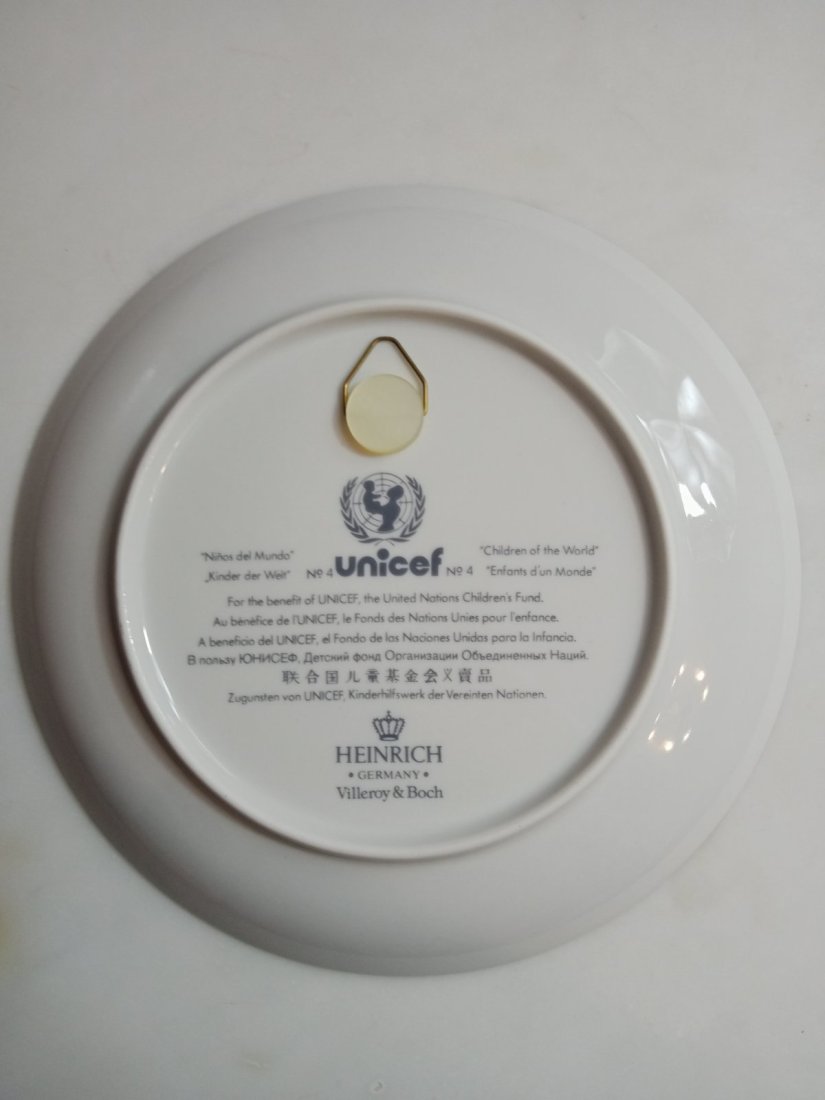 "Niños del Mundo" "Children of the World"
„Kinder der Welt" Nº 4 unicef Nº 4 "Enfants d'un Monde"
For the benefit of UNICEF, the United Nations Children's Fund.
Au bénéfice de l'UNICEF, le Fonds des Nations Unies pour l'enfance.
A beneficio del UNICEF, el Fondo de las Naciones Unidas para la Infancia.
В пользу ЮНИСЕФ, Детский фонд Организации Объединенных Наций.
联合国儿童基金会义賣品
Zugunsten von UNICEF, Kinderhilfswerk der Vereinten Nationen.
HEINRICH
• GERMANY •
Villeroy & Boch